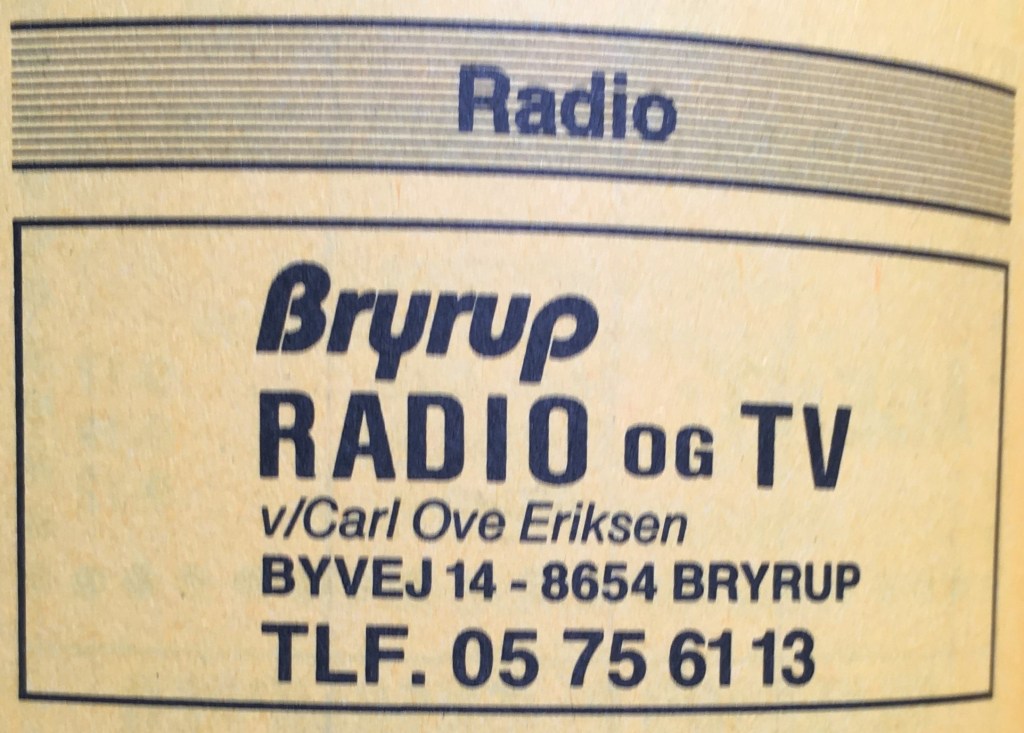 Radio
Bryrup
RADIO OG TV
v/Carl Ove Eriksen
BYVEJ 14 - 8654 BRYRUP
TLF. 05 75 61 13